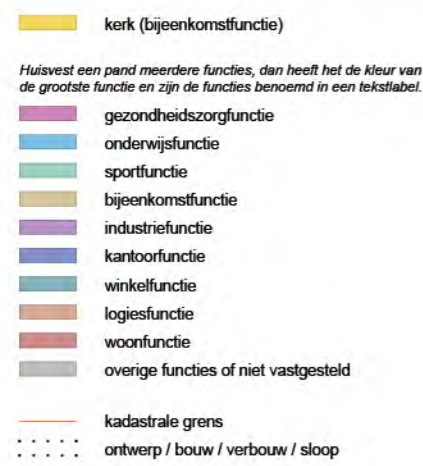 kerk (bijeenkomstfunctie)
Huisvest een pand meerdere functies, dan heeft het de kleur van
de grootste functie en zijn de functies benoemd in een tekstlabel.
gezondheidszorgfunctie
onderwijsfunctie
sportfunctie
bijeenkomstfunctie
industriefunctie
kantoorfunctie
winkelfunctie
logiesfunctie
woonfunctie
overige functies of niet vastgesteld
kadastrale grens
ontwerp / bouw / verbouw / sloop